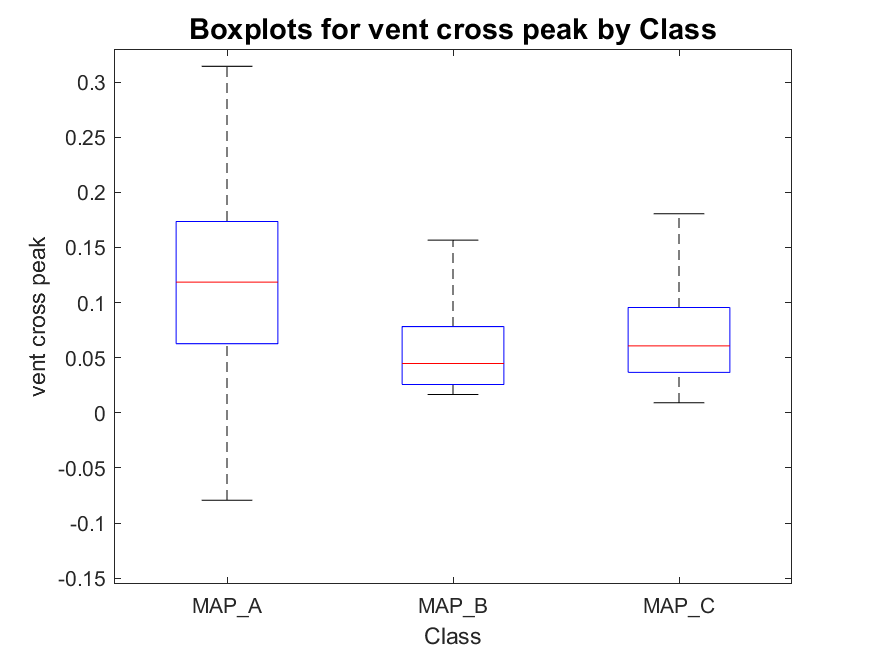 Boxplots for vent cross peak by Class
0.3
0.25
0.2
0.15
0.1
0.05
0
-0.05
-0.1
-0.15
vent cross peak
MAP_A MAP_B MAP_C
Class